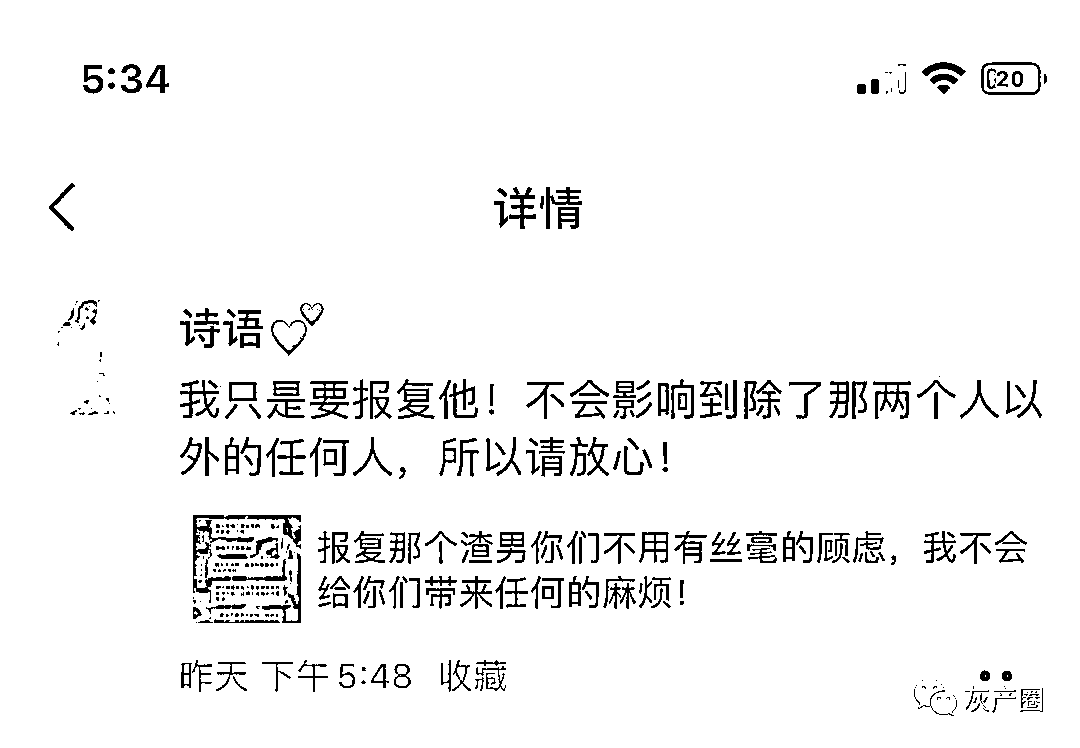 5:34
20
详情
诗语💕
我只是要报复他！不会影响到除了那两个人以
外的任何人，所以请放心！
报复那个渣男你们不用有丝毫的顾虑，我不会
给你们带来任何的麻烦！
昨天 下午 5:48 收藏
灰产圈